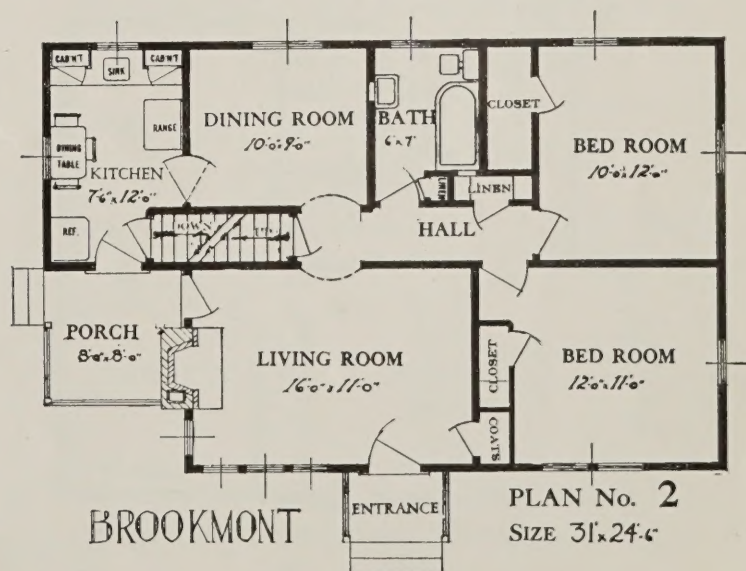 CAB'N'T
SINK
CAB'N'T
DINING TABLE
RANGE
KITCHEN
7'-6" x 12'-0"
REF.
DINING ROOM
10'-0" x 9'-0"
BATH
6' x 7'
CLOSET
BED ROOM
10'-0" x 12'-0"
LINEN
LINEN
DOWN
UP
HALL
PORCH
8'-0" x 8'-0"
LIVING ROOM
16'-0" x 11'-0"
CLOSET
COATS
BED ROOM
12'-0" x 11'-0"
ENTRANCE
BROOKMONT
PLAN No. 2
SIZE 31' x 24'-6"